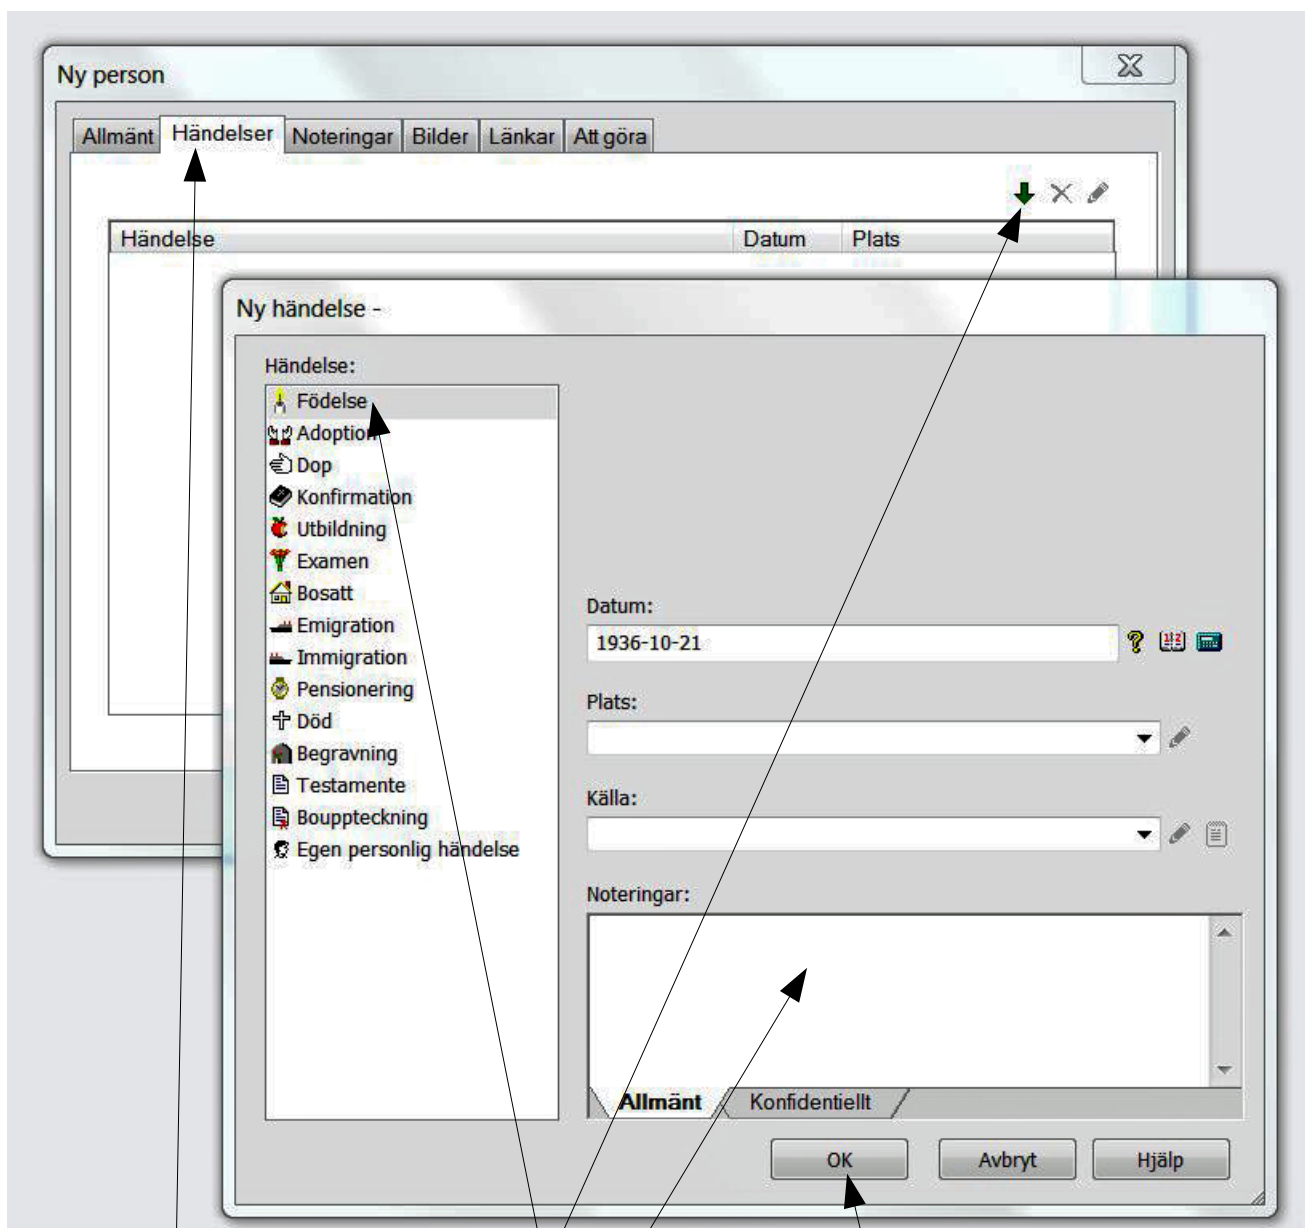 Ny person
Allmänt Händelser Noteringar Bilder Länkar Att göra
Händelse Datum Plats
Ny händelse -
Händelse:
Födelse
Adoption
Dop
Konfirmation
Utbildning
Examen
Bosatt
Emigration
Immigration
Pensionering
Död
Begravning
Testamente
Bouppteckning
Egen personlig händelse
Datum:
1936-10-21
Plats:
Källa:
Noteringar:
Allmänt Konfidentiellt
OK Avbryt Hjälp